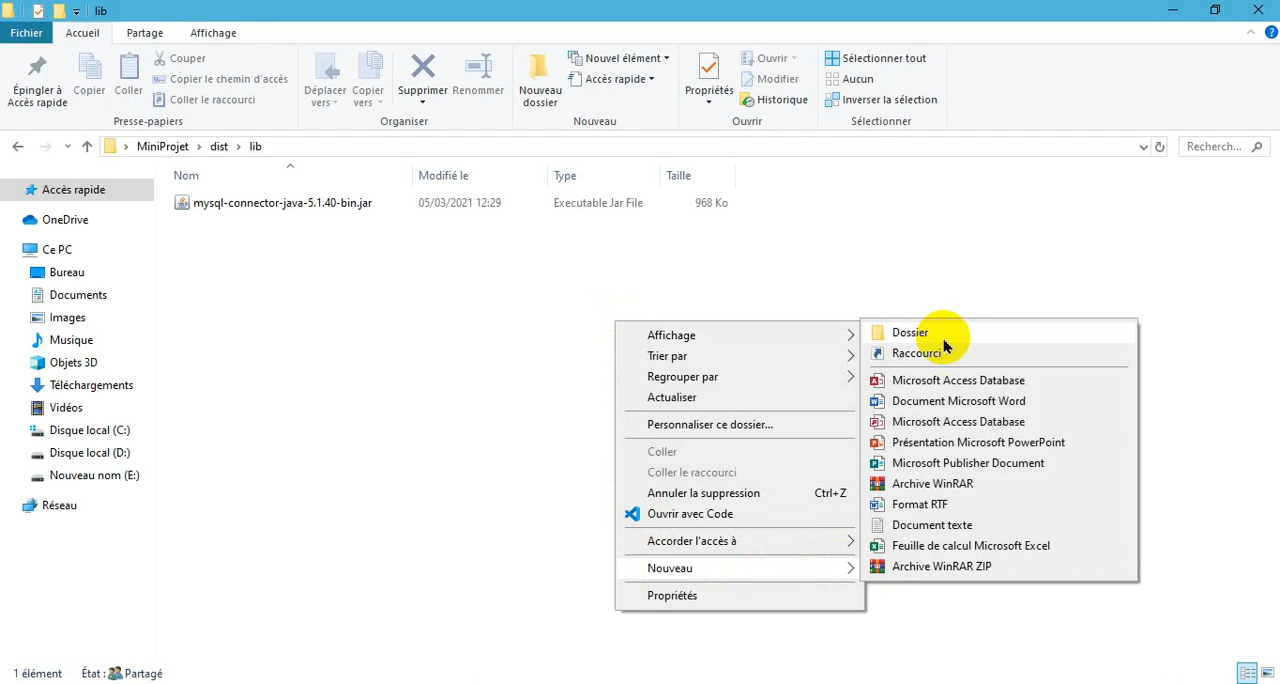 lib
Fichier Accueil Partage Affichage
Épingler à Accès rapide
Copier
Coller
Couper
Copier le chemin d'accès
Coller le raccourci
Presse-papiers
Déplacer vers
Copier vers
Supprimer
Renommer
Organiser
Nouveau dossier
Nouvel élément
Accès rapide
Nouveau
Propriétés
Ouvrir
Modifier
Historique
Ouvrir
Sélectionner tout
Aucun
Inverser la sélection
Sélectionner
MiniProjet > dist > lib
Recherch...
Nom Modifié le Type Taille
mysql-connector-java-5.1.40-bin.jar 05/03/2021 12:29 Executable Jar File 968 Ko
Accès rapide
OneDrive
Ce PC
Bureau
Documents
Images
Musique
Objets 3D
Téléchargements
Vidéos
Disque local (C:)
Disque local (D:)
Nouveau nom (E:)
Réseau
Affichage
Trier par
Regrouper par
Actualiser
Personnaliser ce dossier...
Coller
Coller le raccourci
Annuler la suppression Ctrl+Z
Ouvrir avec Code
Accorder l'accès à
Nouveau
Propriétés
Dossier
Raccourci
Microsoft Access Database
Document Microsoft Word
Microsoft Access Database
Présentation Microsoft PowerPoint
Microsoft Publisher Document
Archive WinRAR
Format RTF
Document texte
Feuille de calcul Microsoft Excel
Archive WinRAR ZIP
1 élément État : Partagé